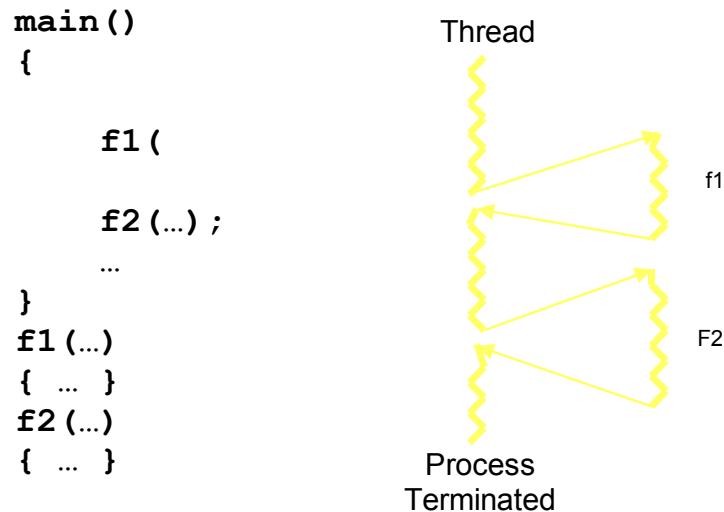 main()
{
f1(
f2(…);
…
}
f1(…)
{ … }
f2(…)
{ … }
Thread
f1
F2
Process
Terminated